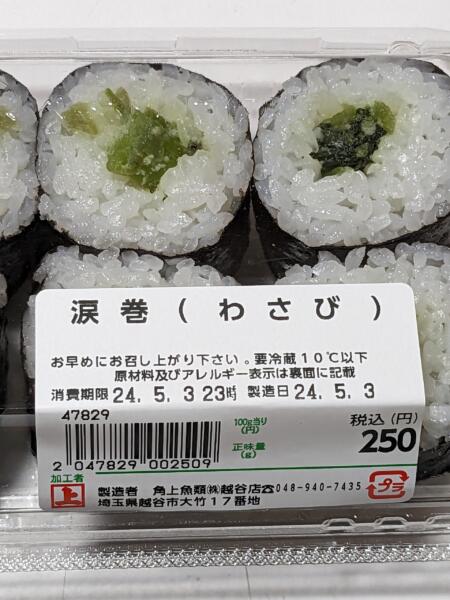 涙巻(わさび)
お早めにお召し上がり下さい。要冷蔵10℃以下
原材料及びアレルギー表示は裏面に記載
消費期限 24.5.3 23時 製造日 24.5.3
47829
100g当り
(円)
税込(円)
正味量
(g)
250
2 047829 002509
加工者
上
製造者 角上魚類㈱越谷店☎048-940-7435
埼玉県越谷市大竹17番地
プラ